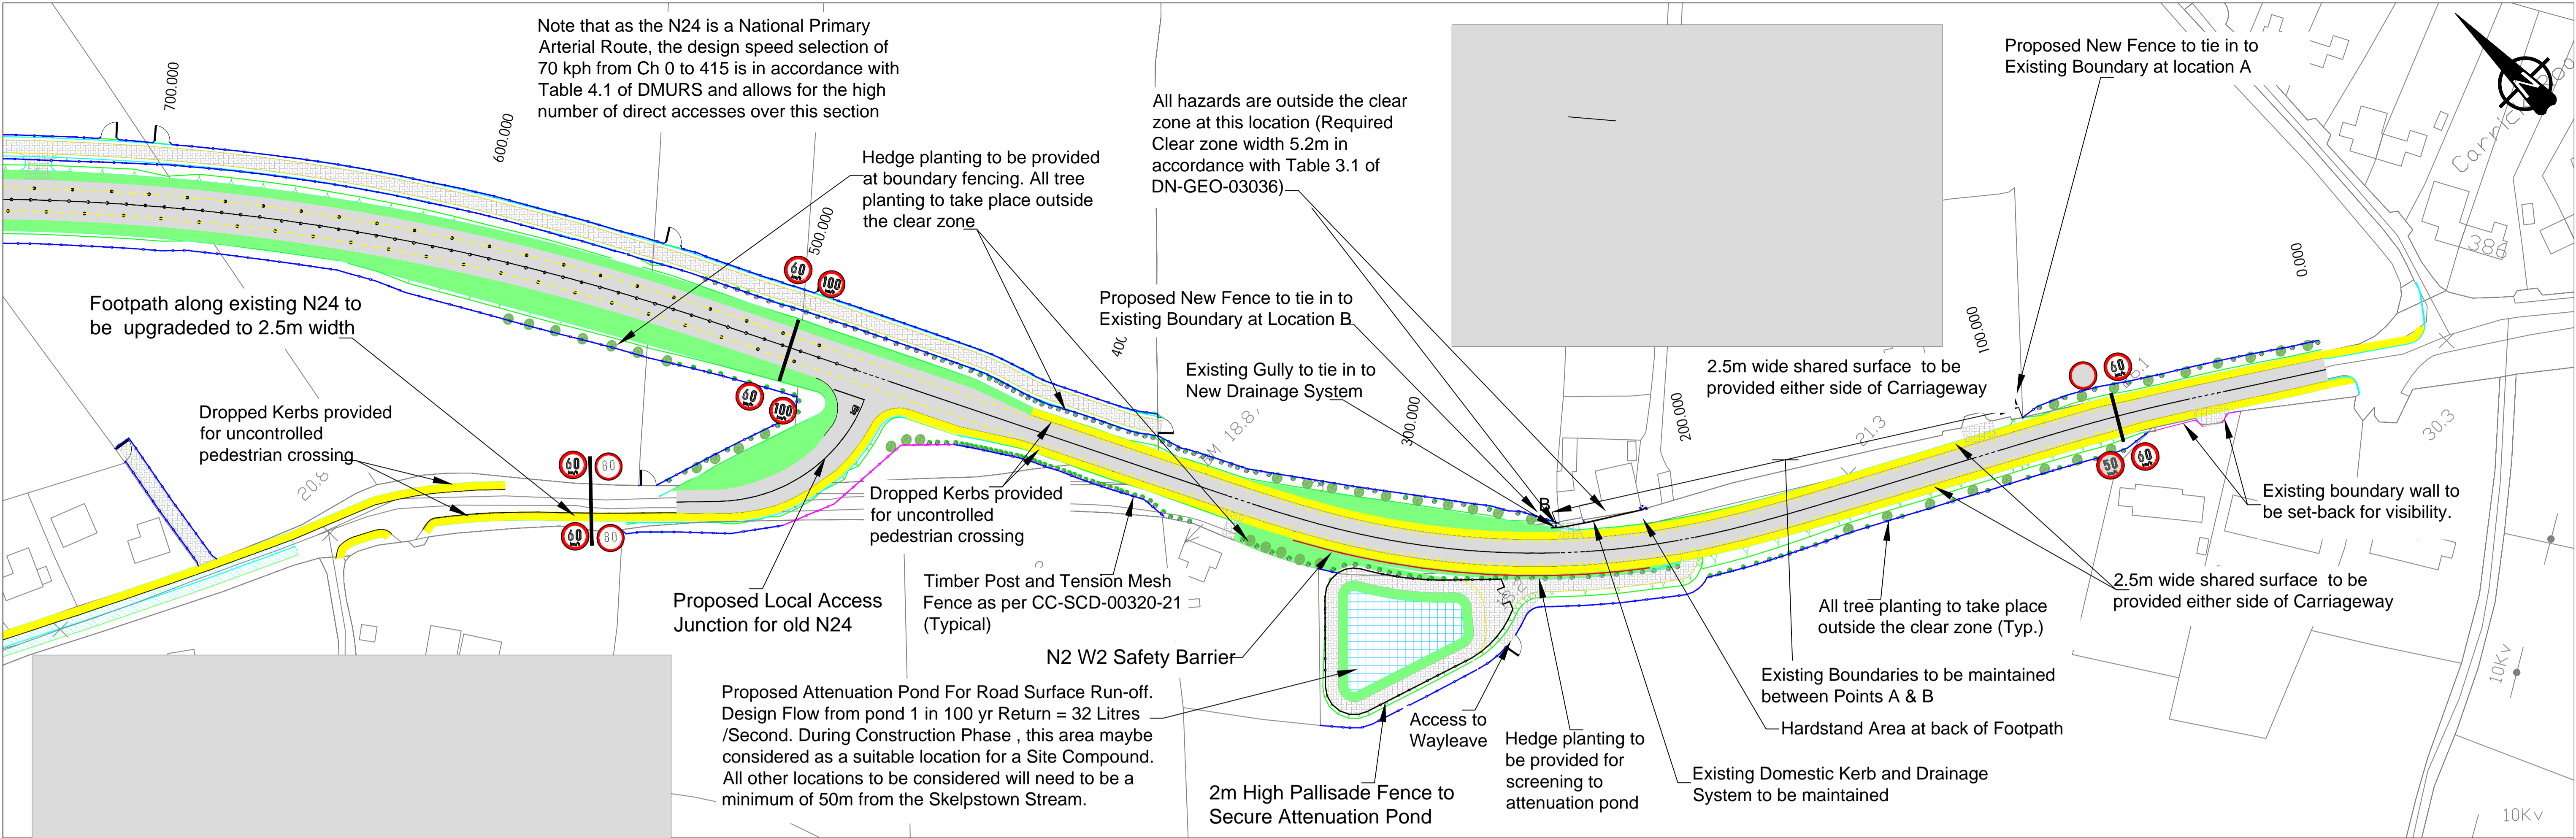 Note that as the N24 is a National Primary
Arterial Route, the design speed selection of
70 kph from Ch 0 to 415 is in accordance with
Table 4.1 of DMURS and allows for the high
number of direct accesses over this section
Proposed New Fence to tie in to
Existing Boundary at location A
700.000
600.000
500.000
300.000
200.000
100.000
0.000
All hazards are outside the clear
zone at this location (Required
Clear zone width 5.2m in
accordance with Table 3.1 of
DN-GEO-03036)
Hedge planting to be provided
at boundary fencing. All tree
planting to take place outside
the clear zone
386
60
100
Footpath along existing N24 to
be upgradeded to 2.5m width
Proposed New Fence to tie in to
Existing Boundary at Location B
Existing Gully to tie in to
New Drainage System
2.5m wide shared surface to be
provided either side of Carriageway
60
60
100
Dropped Kerbs provided
for uncontrolled
pedestrian crossing
20.8
21.3
30.3
50
60
60
80
60
80
B
Dropped Kerbs provided
for uncontrolled
pedestrian crossing
Existing boundary wall to
be set-back for visibility.
Timber Post and Tension Mesh
Fence as per CC-SCD-00320-21
(Typical)
Proposed Local Access
Junction for old N24
2.5m wide shared surface to be
provided either side of Carriageway
All tree planting to take place
outside the clear zone (Typ.)
N2 W2 Safety Barrier
Existing Boundaries to be maintained
between Points A & B
10Kv
Proposed Attenuation Pond For Road Surface Run-off.
Design Flow from pond 1 in 100 yr Return = 32 Litres
/Second. During Construction Phase , this area maybe
considered as a suitable location for a Site Compound.
All other locations to be considered will need to be a
minimum of 50m from the Skelpstown Stream.
Access to
Wayleave
Hardstand Area at back of Footpath
Hedge planting to
be provided for
screening to
attenuation pond
Existing Domestic Kerb and Drainage
System to be maintained
2m High Pallisade Fence to
Secure Attenuation Pond
10Kv